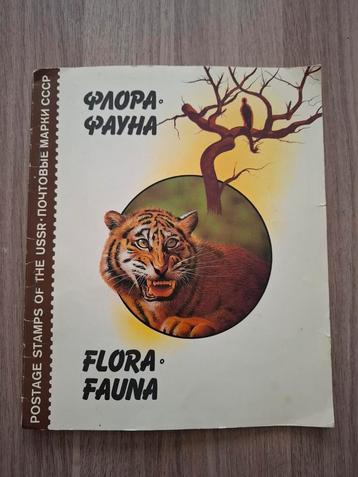 ФЛОРА·
ФАУНА
POSTAGE STAMPS OF THE USSR·ПОЧТОВЫЕ МАРКИ СССР
FLORA·
FAUNA